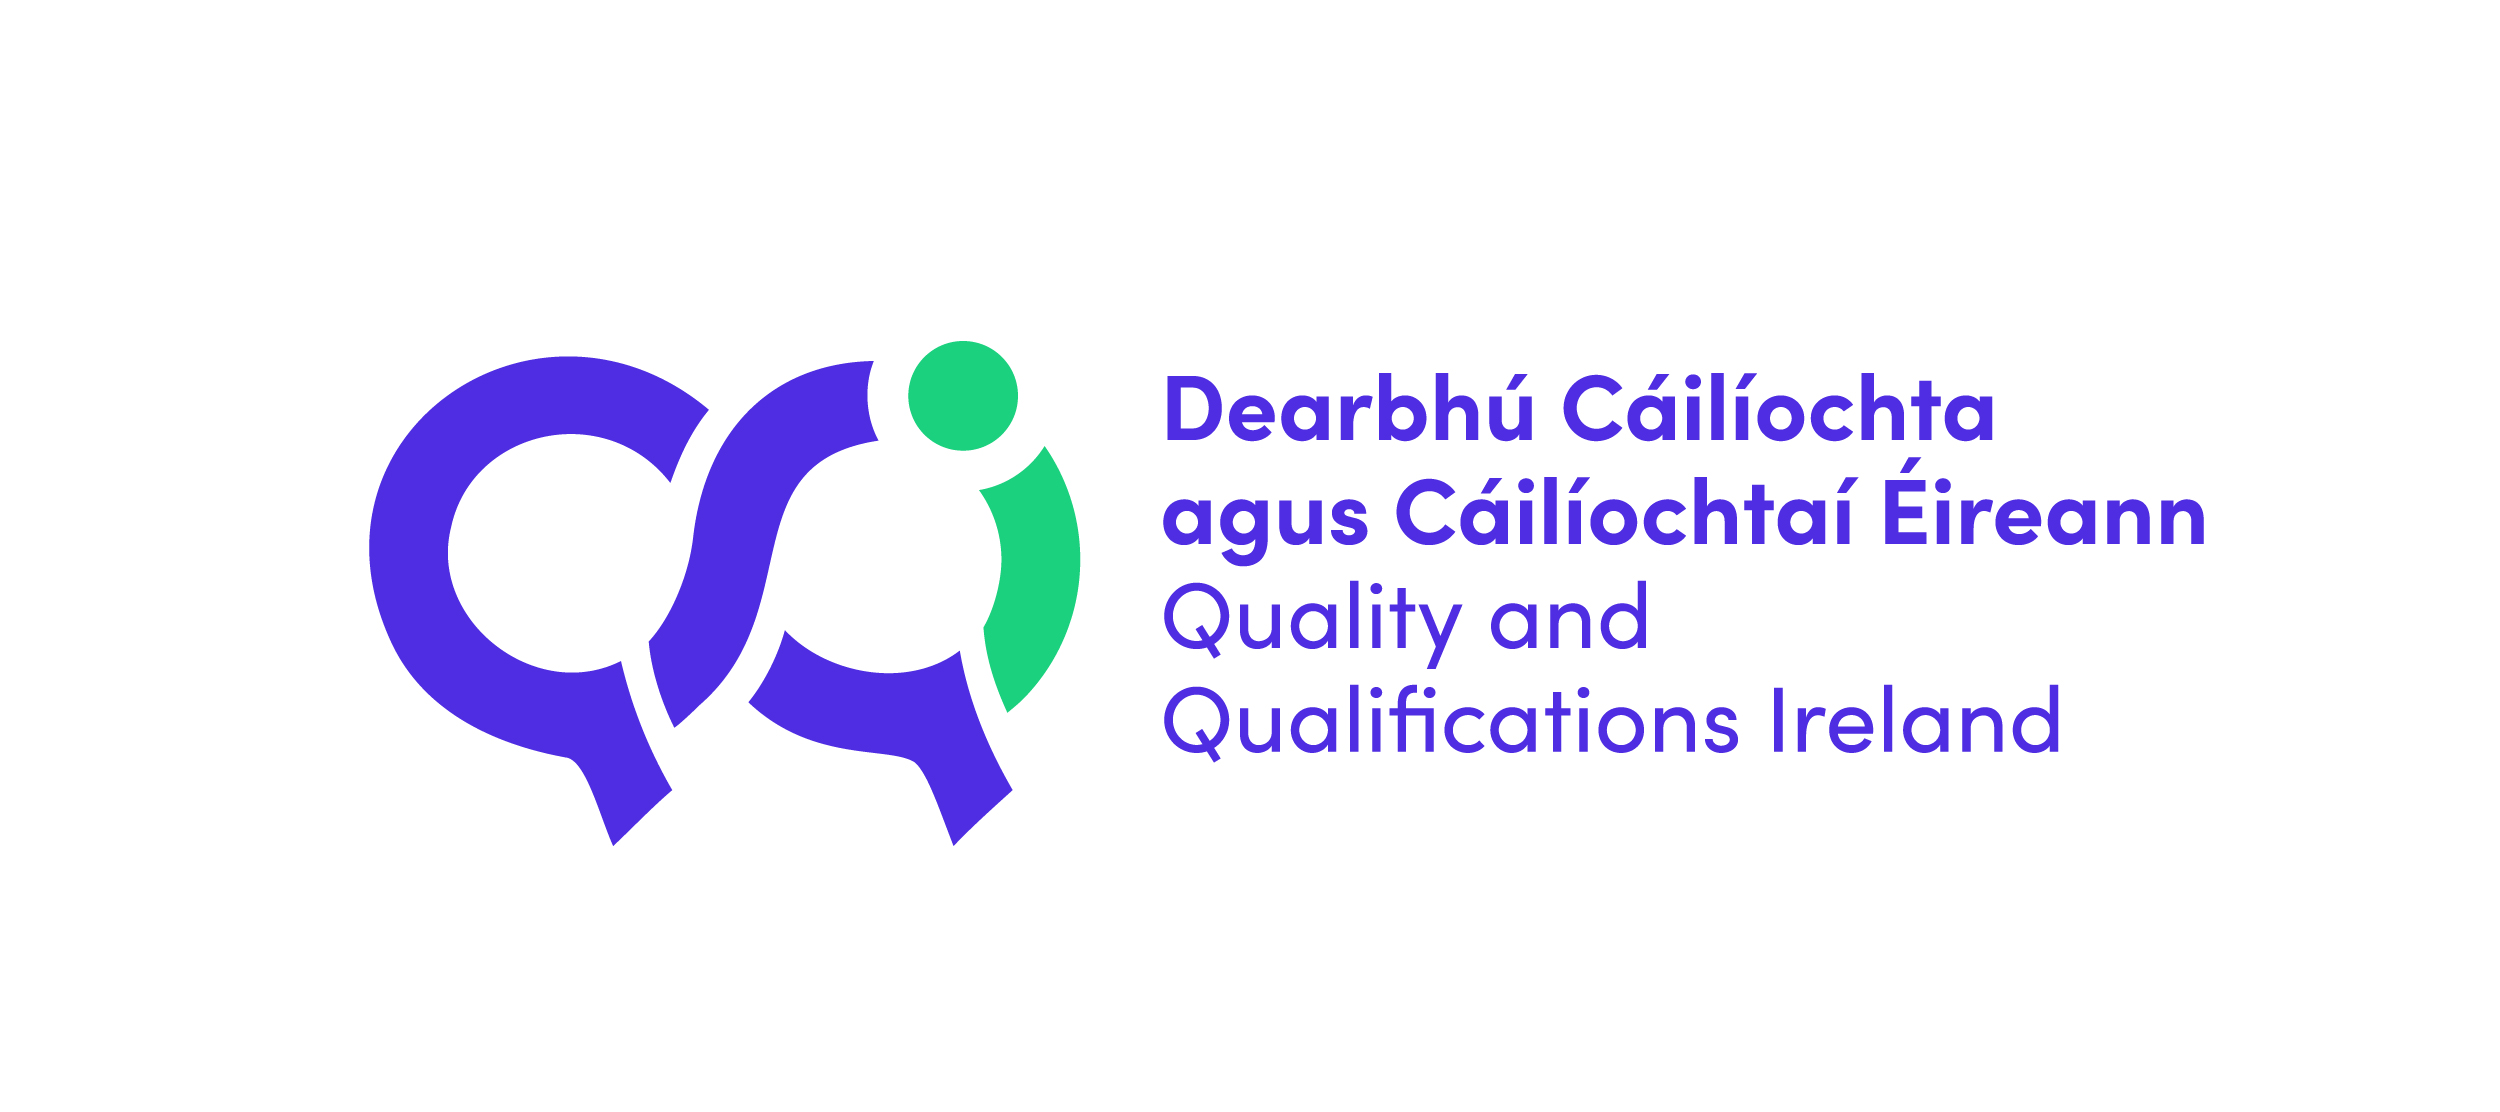 Dearbhú Cáilíochta
agus Cáilíochtaí Éireann
Quality and
Qualifications Ireland